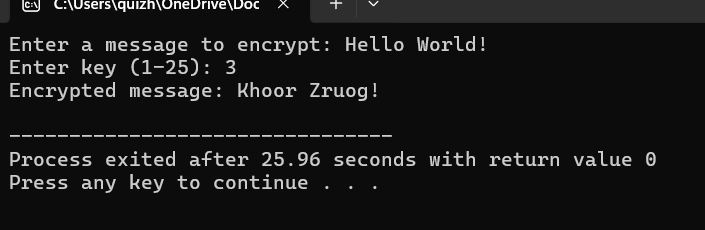 C:\Users\quizh\OneDrive\Doc
Enter a message to encrypt: Hello World!
Enter key (1-25): 3
Encrypted message: Khoor Zruog!
--------------------------------
Process exited after 25.96 seconds with return value 0
Press any key to continue . . .